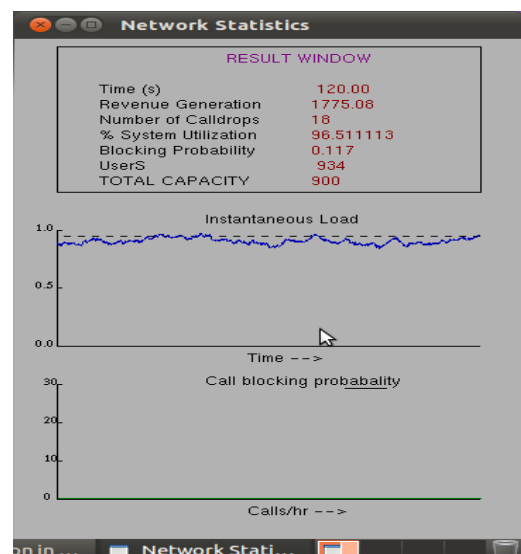 Network Statistics
RESULT WINDOW
Time (s) 120.00
Revenue Generation 1775.08
Number of Calldrops 18
% System Utilization 96.511113
Blocking Probability 0.117
UserS 934
TOTAL CAPACITY 900
Instantaneous Load
1.0
0.5
0.0
Time -->
Call blocking probabality
30
20
10
0
Calls/hr -->
on in ... Network Stati...